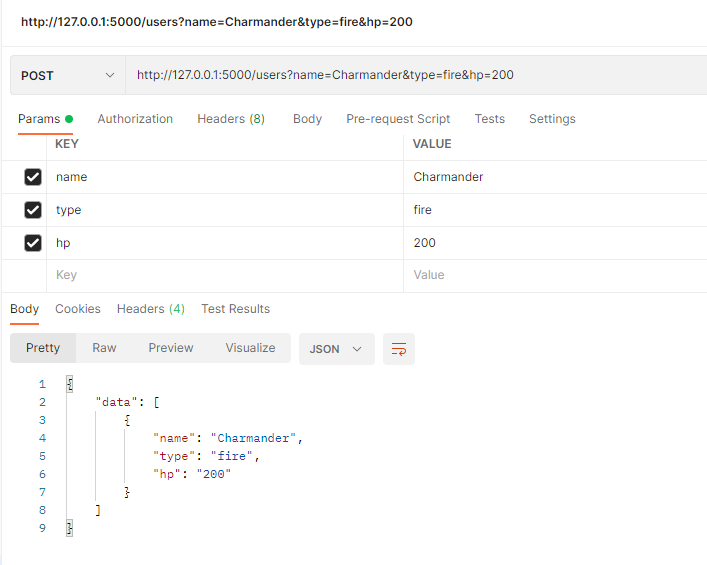 http://127.0.0.1:5000/users?name=Charmander&type=fire&hp=200
POST http://127.0.0.1:5000/users?name=Charmander&type=fire&hp=200
Params Authorization Headers (8) Body Pre-request Script Tests Settings
KEY VALUE
name Charmander
type fire
hp 200
Key Value
Body Cookies Headers (4) Test Results
Pretty Raw Preview Visualize JSON
1 {
2 "data": [
3 {
4 "name": "Charmander",
5 "type": "fire",
6 "hp": "200"
7 }
8 ]
9 }